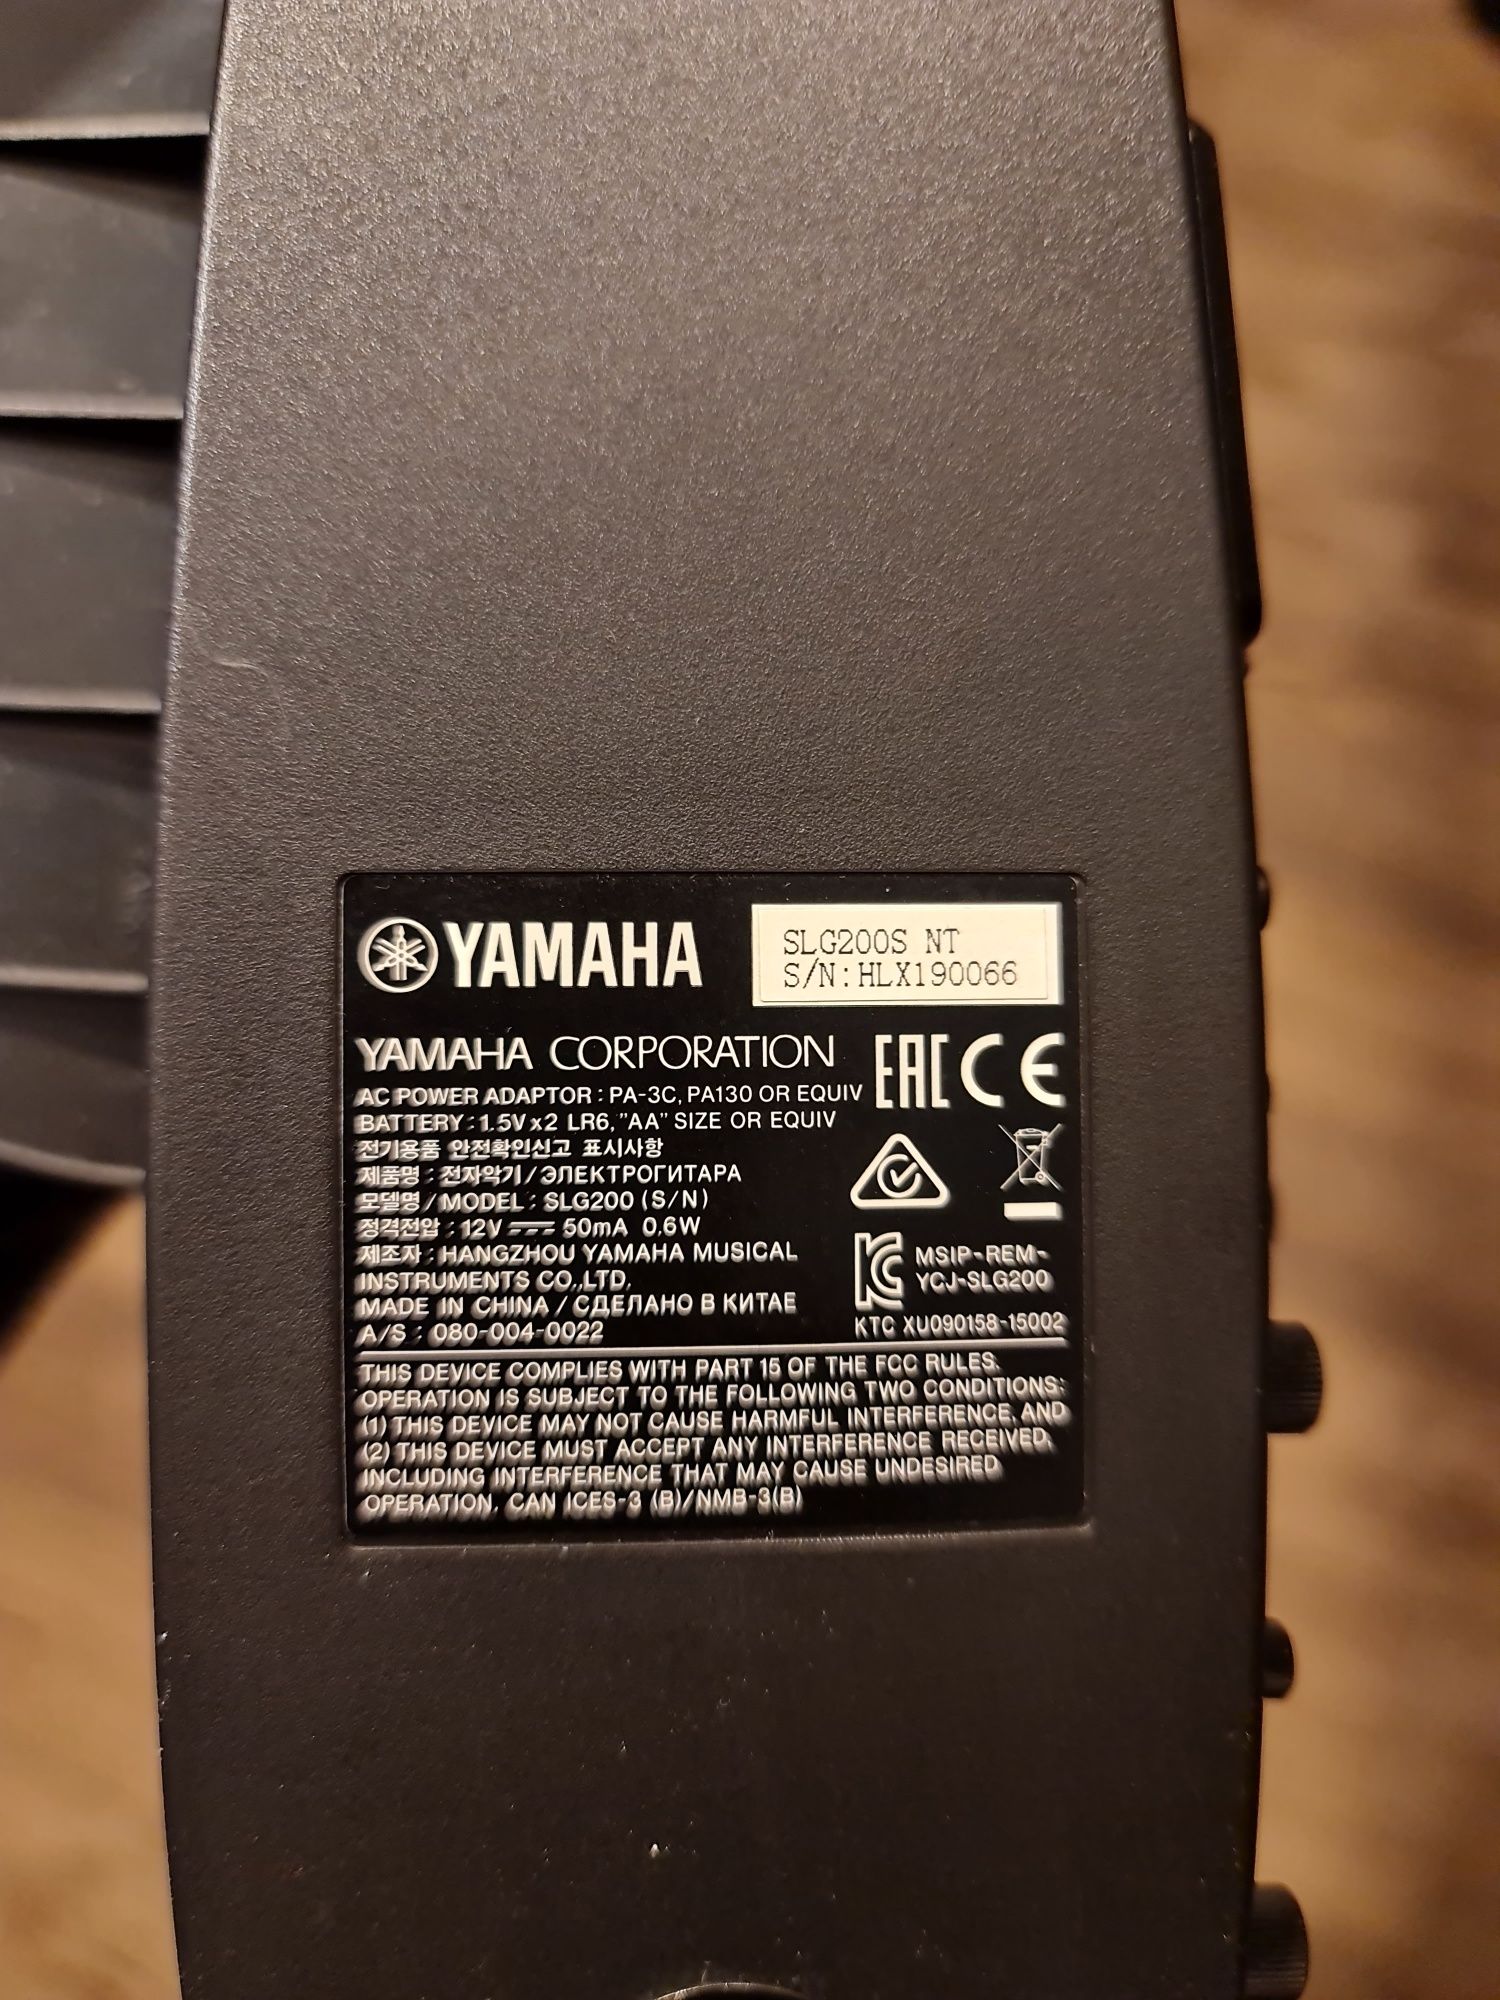 YAMAHA
SLG200S NT
S/N:HLX190066
YAMAHA CORPORATION
AC POWER ADAPTOR : PA-3C, PA130 OR EQUIV
BATTERY : 1.5V x2 LR6, "AA" SIZE OR EQUIV
전기용품 안전확인신고 표시사항
제품명 : 전자악기 / ЭЛЕКТРОГИТАРА
모델명 / MODEL : SLG200 (S/N)
정격전압 : 12V 50mA 0.6W
제조자 : HANGZHOU YAMAHA MUSICAL
INSTRUMENTS CO.,LTD.
MADE IN CHINA / СДЕЛАНО В КИТАЕ
A/S : 080-004-0022
EAC CE
MSIP-REM-
YCJ-SLG200
KTC XU090158-15002
THIS DEVICE COMPLIES WITH PART 15 OF THE FCC RULES.
OPERATION IS SUBJECT TO THE FOLLOWING TWO CONDITIONS:
(1) THIS DEVICE MAY NOT CAUSE HARMFUL INTERFERENCE, AND
(2) THIS DEVICE MUST ACCEPT ANY INTERFERENCE RECEIVED,
INCLUDING INTERFERENCE THAT MAY CAUSE UNDESIRED
OPERATION. CAN ICES-3 (B)/NMB-3(B)